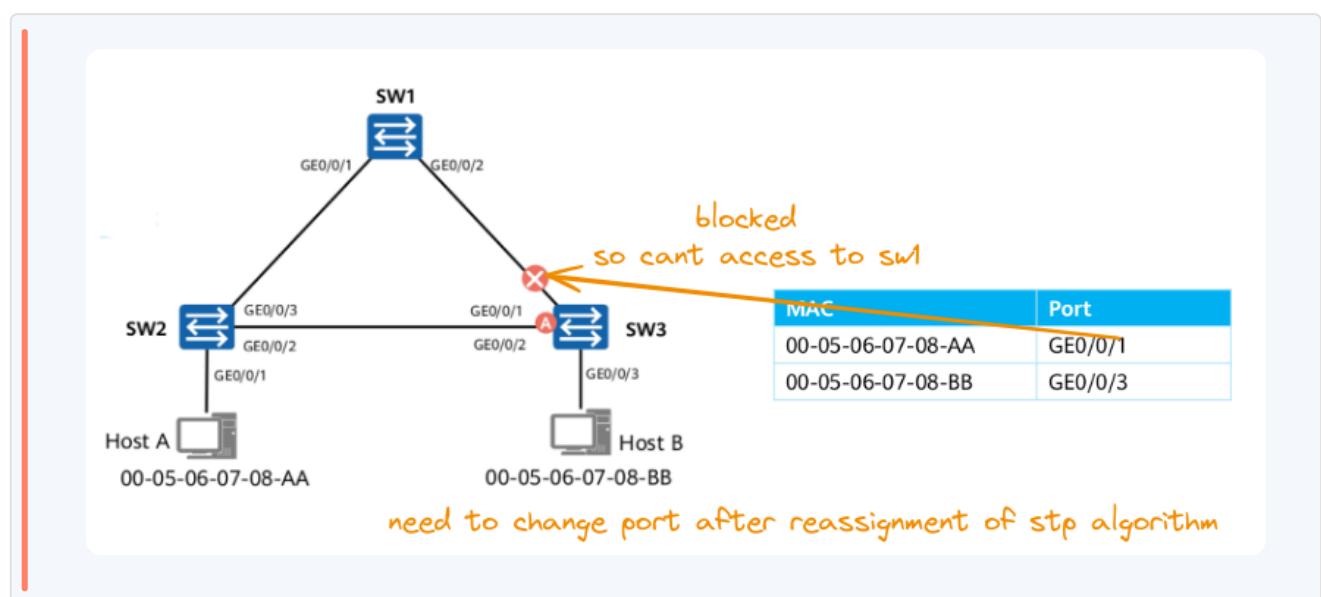 SW1
GE0/0/1
GE0/0/2
blocked
so cant access to sw1
MAC Port
00-05-06-07-08-AA GE0/0/1
00-05-06-07-08-BB GE0/0/3
SW2
GE0/0/3
GE0/0/1
A
SW3
GE0/0/2
GE0/0/2
GE0/0/1
GE0/0/3
Host A
Host B
00-05-06-07-08-AA
00-05-06-07-08-BB
need to change port after reassignment of stp algorithm